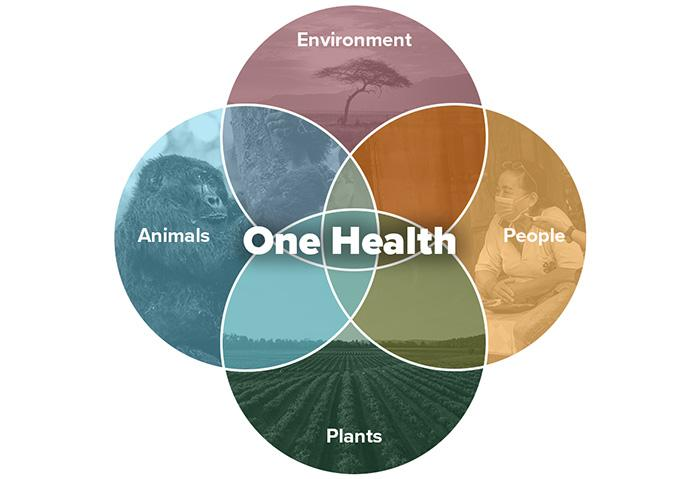 Environment
Animals
One Health
People
Plants